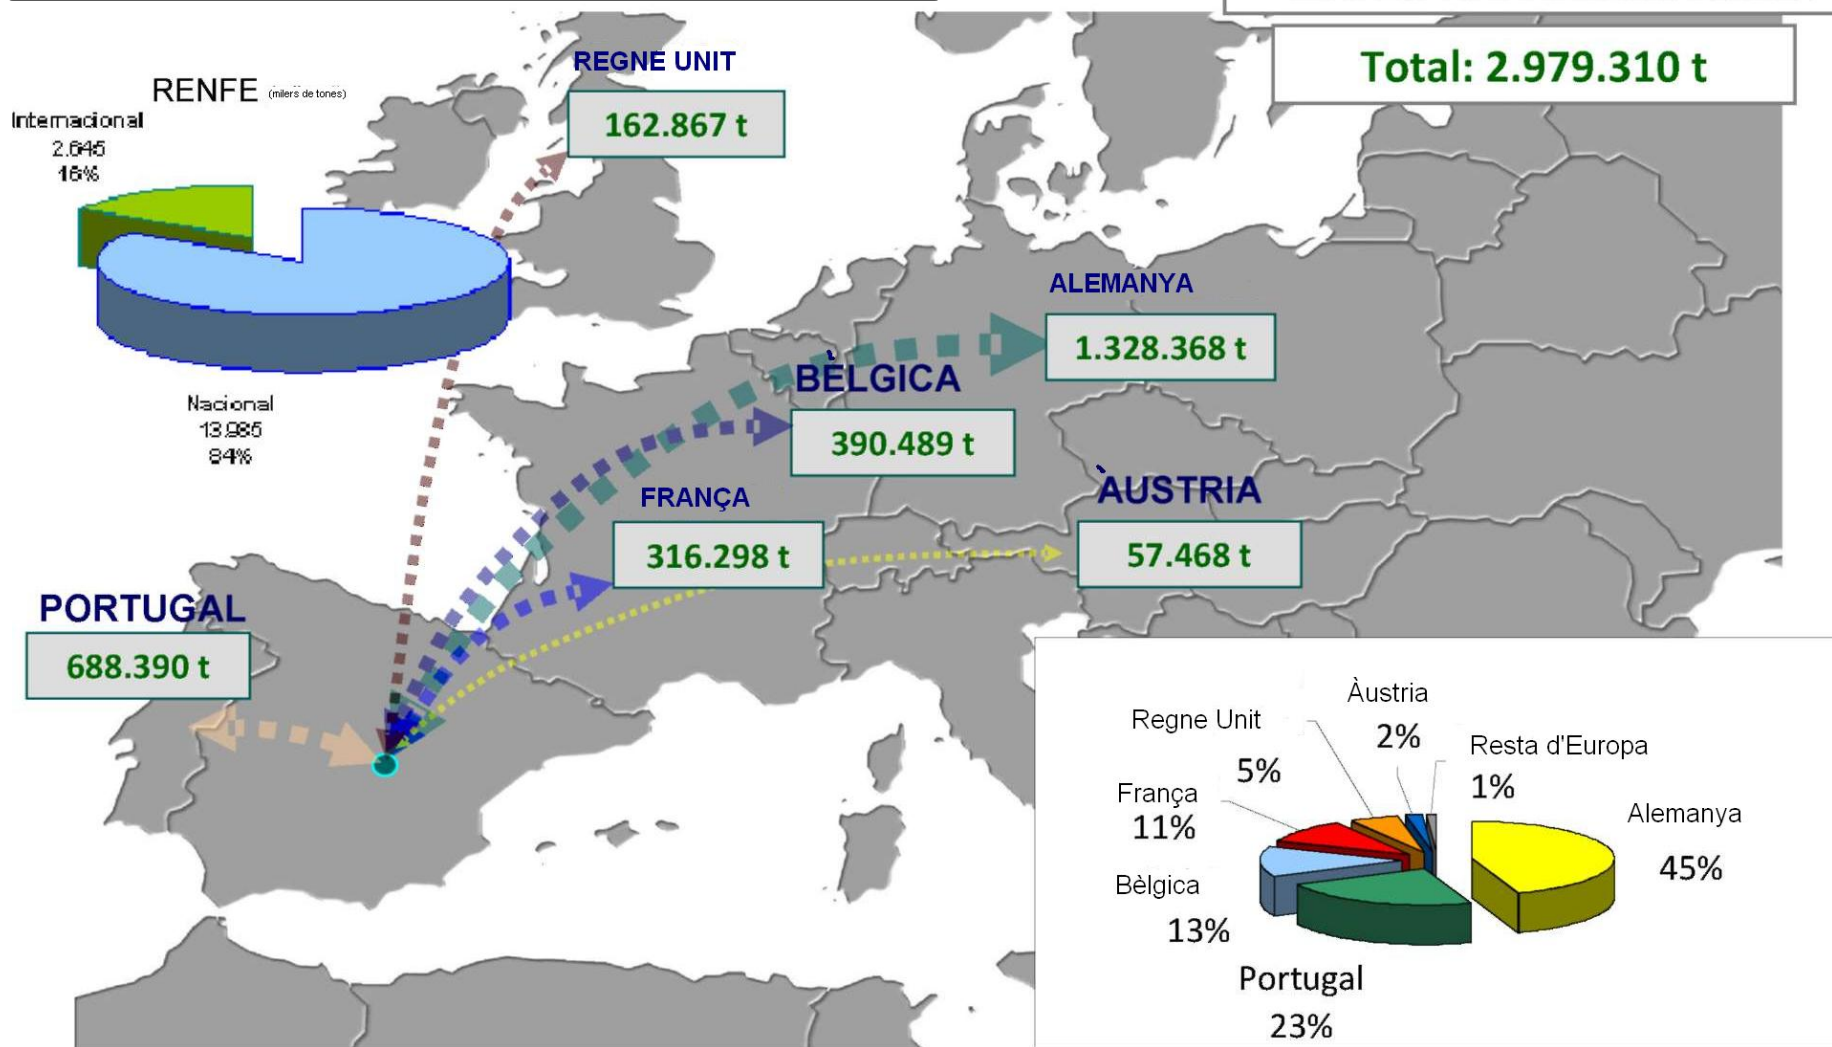 Total: 2.979.310 t
REGNE UNIT
162.867 t
RENFE (milers de tones)
Internacional
2.645
16%
Nacional
13.985
84%
ALEMANYA
1.328.368 t
BÈLGICA
390.489 t
FRANÇA
316.298 t
ÀUSTRIA
57.468 t
PORTUGAL
688.390 t
Àustria
2%
Regne Unit
5%
Resta d'Europa
1%
França
11%
Alemanya
45%
Bèlgica
13%
Portugal
23%